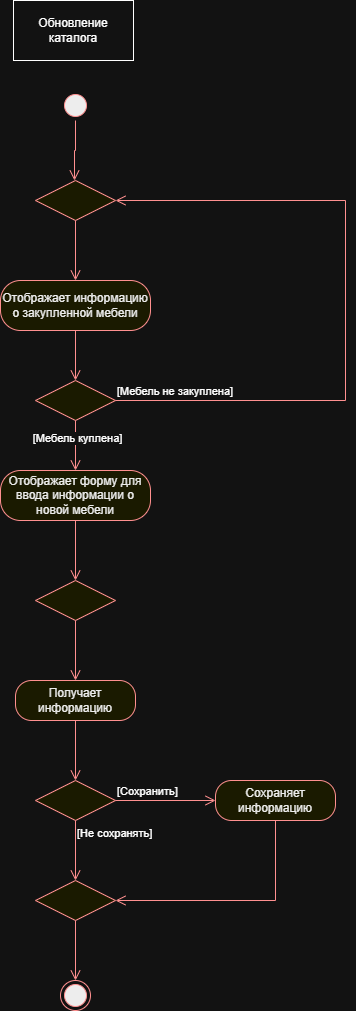 Обновление
каталога
Отображает информацию
о закупленной мебели
[Мебель не закуплена]
[Мебель куплена]
Отображает форму для
ввода информации о
новой мебели
Получает
информацию
[Сохранить]
Сохраняет
информацию
[Не сохранять]